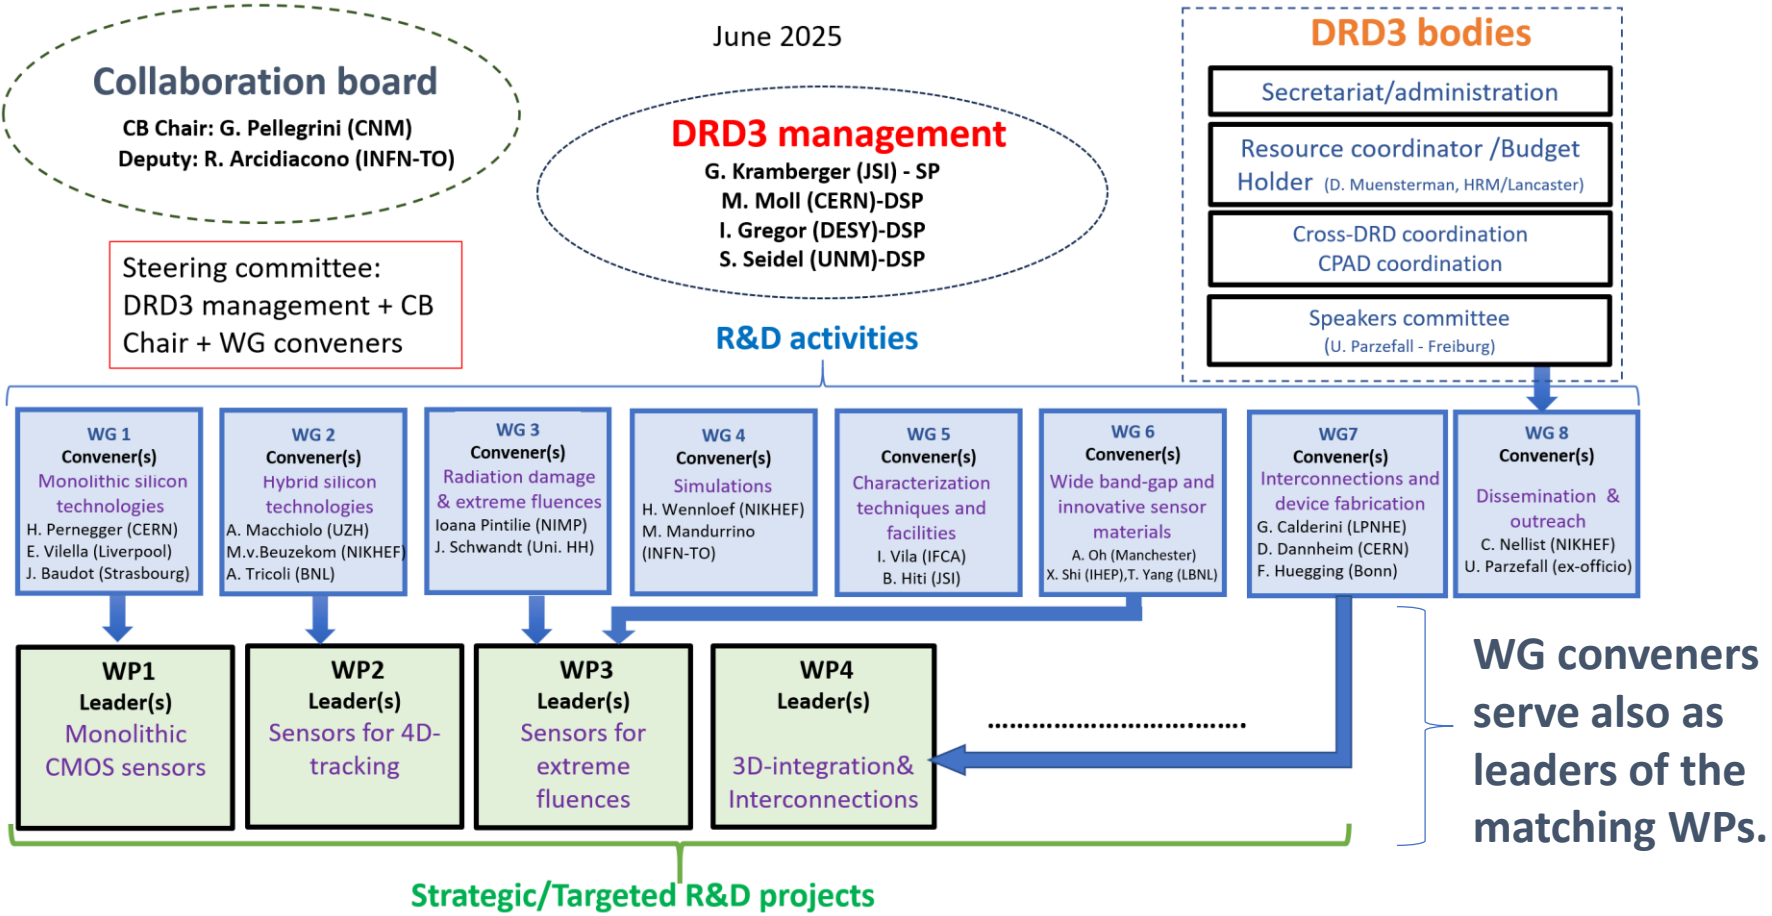 June 2025
Collaboration board
CB Chair: G. Pellegrini (CNM)
Deputy: R. Arcidiacono (INFN-TO)
DRD3 management
G. Kramberger (JSI) - SP
M. Moll (CERN)-DSP
I. Gregor (DESY)-DSP
S. Seidel (UNM)-DSP
DRD3 bodies
Secretariat/administration
Resource coordinator /Budget
Holder (D. Muensterman, HRM/Lancaster)
Cross-DRD coordination
CPAD coordination
Speakers committee
(U. Parzefall - Freiburg)
Steering committee:
DRD3 management + CB
Chair + WG conveners
R&D activities
WG 1
Convener(s)
Monolithic silicon
technologies
H. Pernegger (CERN)
E. Vilella (Liverpool)
J. Baudot (Strasbourg)
WG 2
Convener(s)
Hybrid silicon
technologies
A. Macchiolo (UZH)
M.v.Beuzekom (NIKHEF)
A. Tricoli (BNL)
WG 3
Convener(s)
Radiation damage
& extreme fluences
Ioana Pintilie (NIMP)
J. Schwandt (Uni. HH)
WG 4
Convener(s)
Simulations
H. Wennloef (NIKHEF)
M. Mandurrino
(INFN-TO)
WG 5
Convener(s)
Characterization
techniques and
facilities
I. Vila (IFCA)
B. Hiti (JSI)
WG 6
Convener(s)
Wide band-gap and
innovative sensor
materials
A. Oh (Manchester)
X. Shi (IHEP),T. Yang (LBNL)
WG7
Convener(s)
Interconnections and
device fabrication
G. Calderini (LPNHE)
D. Dannheim (CERN)
F. Huegging (Bonn)
WG 8
Convener(s)
Dissemination &
outreach
C. Nellist (NIKHEF)
U. Parzefall (ex-officio)
WP1
Leader(s)
Monolithic
CMOS sensors
WP2
Leader(s)
Sensors for 4D-
tracking
WP3
Leader(s)
Sensors for
extreme
fluences
WP4
Leader(s)
3D-integration&
Interconnections
WG conveners
serve also as
leaders of the
matching WPs.
Strategic/Targeted R&D projects